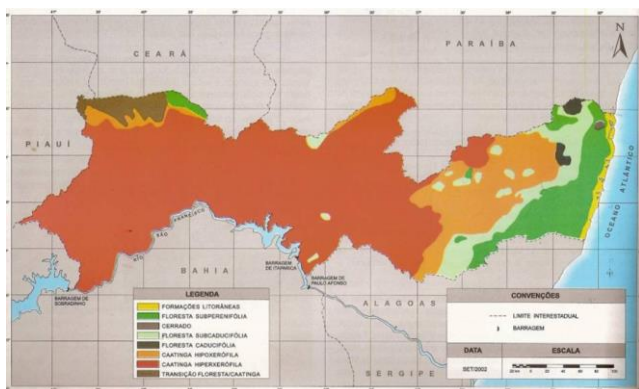 CEARÁ
PARAÍBA
N
PIAUÍ
OCEANO ATLÂNTICO
RIO SÃO FRANCISCO
BAHIA
BARRAGEM
DE ITAPARICA
BARRAGEM DE
PAULO AFONSO
BARRAGEM DE
SOBRADINHO
ALAGOAS
SERGIPE
LEGENDA
FORMAÇÕES LITORÂNEAS
FLORESTA SUBPERENIFÓLIA
CERRADO
FLORESTA SUBCADUCIFÓLIA
FLORESTA CADUCIFÓLIA
CAATINGA HIPOXERÓFILA
CAATINGA HIPERXERÓFILA
TRANSIÇÃO FLORESTA/CAATINGA
CONVENÇÕES
LIMITE INTERESTADUAL
BARRAGEM
DATA
ESCALA
SET/2002